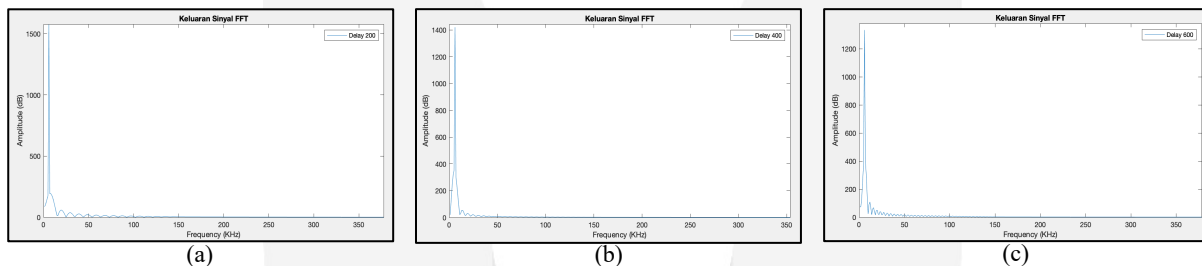 Keluaran Sinyal FFT
Delay 200
Amplitude (dB)
1500
1000
500
0
0 50 100 150 200 250 300 350
Frequency (KHz)
(a)
Keluaran Sinyal FFT
Delay 400
Amplitude (dB)
1400
1200
1000
800
600
400
200
0
0 50 100 150 200 250 300 350
Frequency (KHz)
(b)
Keluaran Sinyal FFT
Delay 600
Amplitude (dB)
1200
1000
800
600
400
200
0
0 50 100 150 200 250 300 350
Frequency (KHz)
(c)